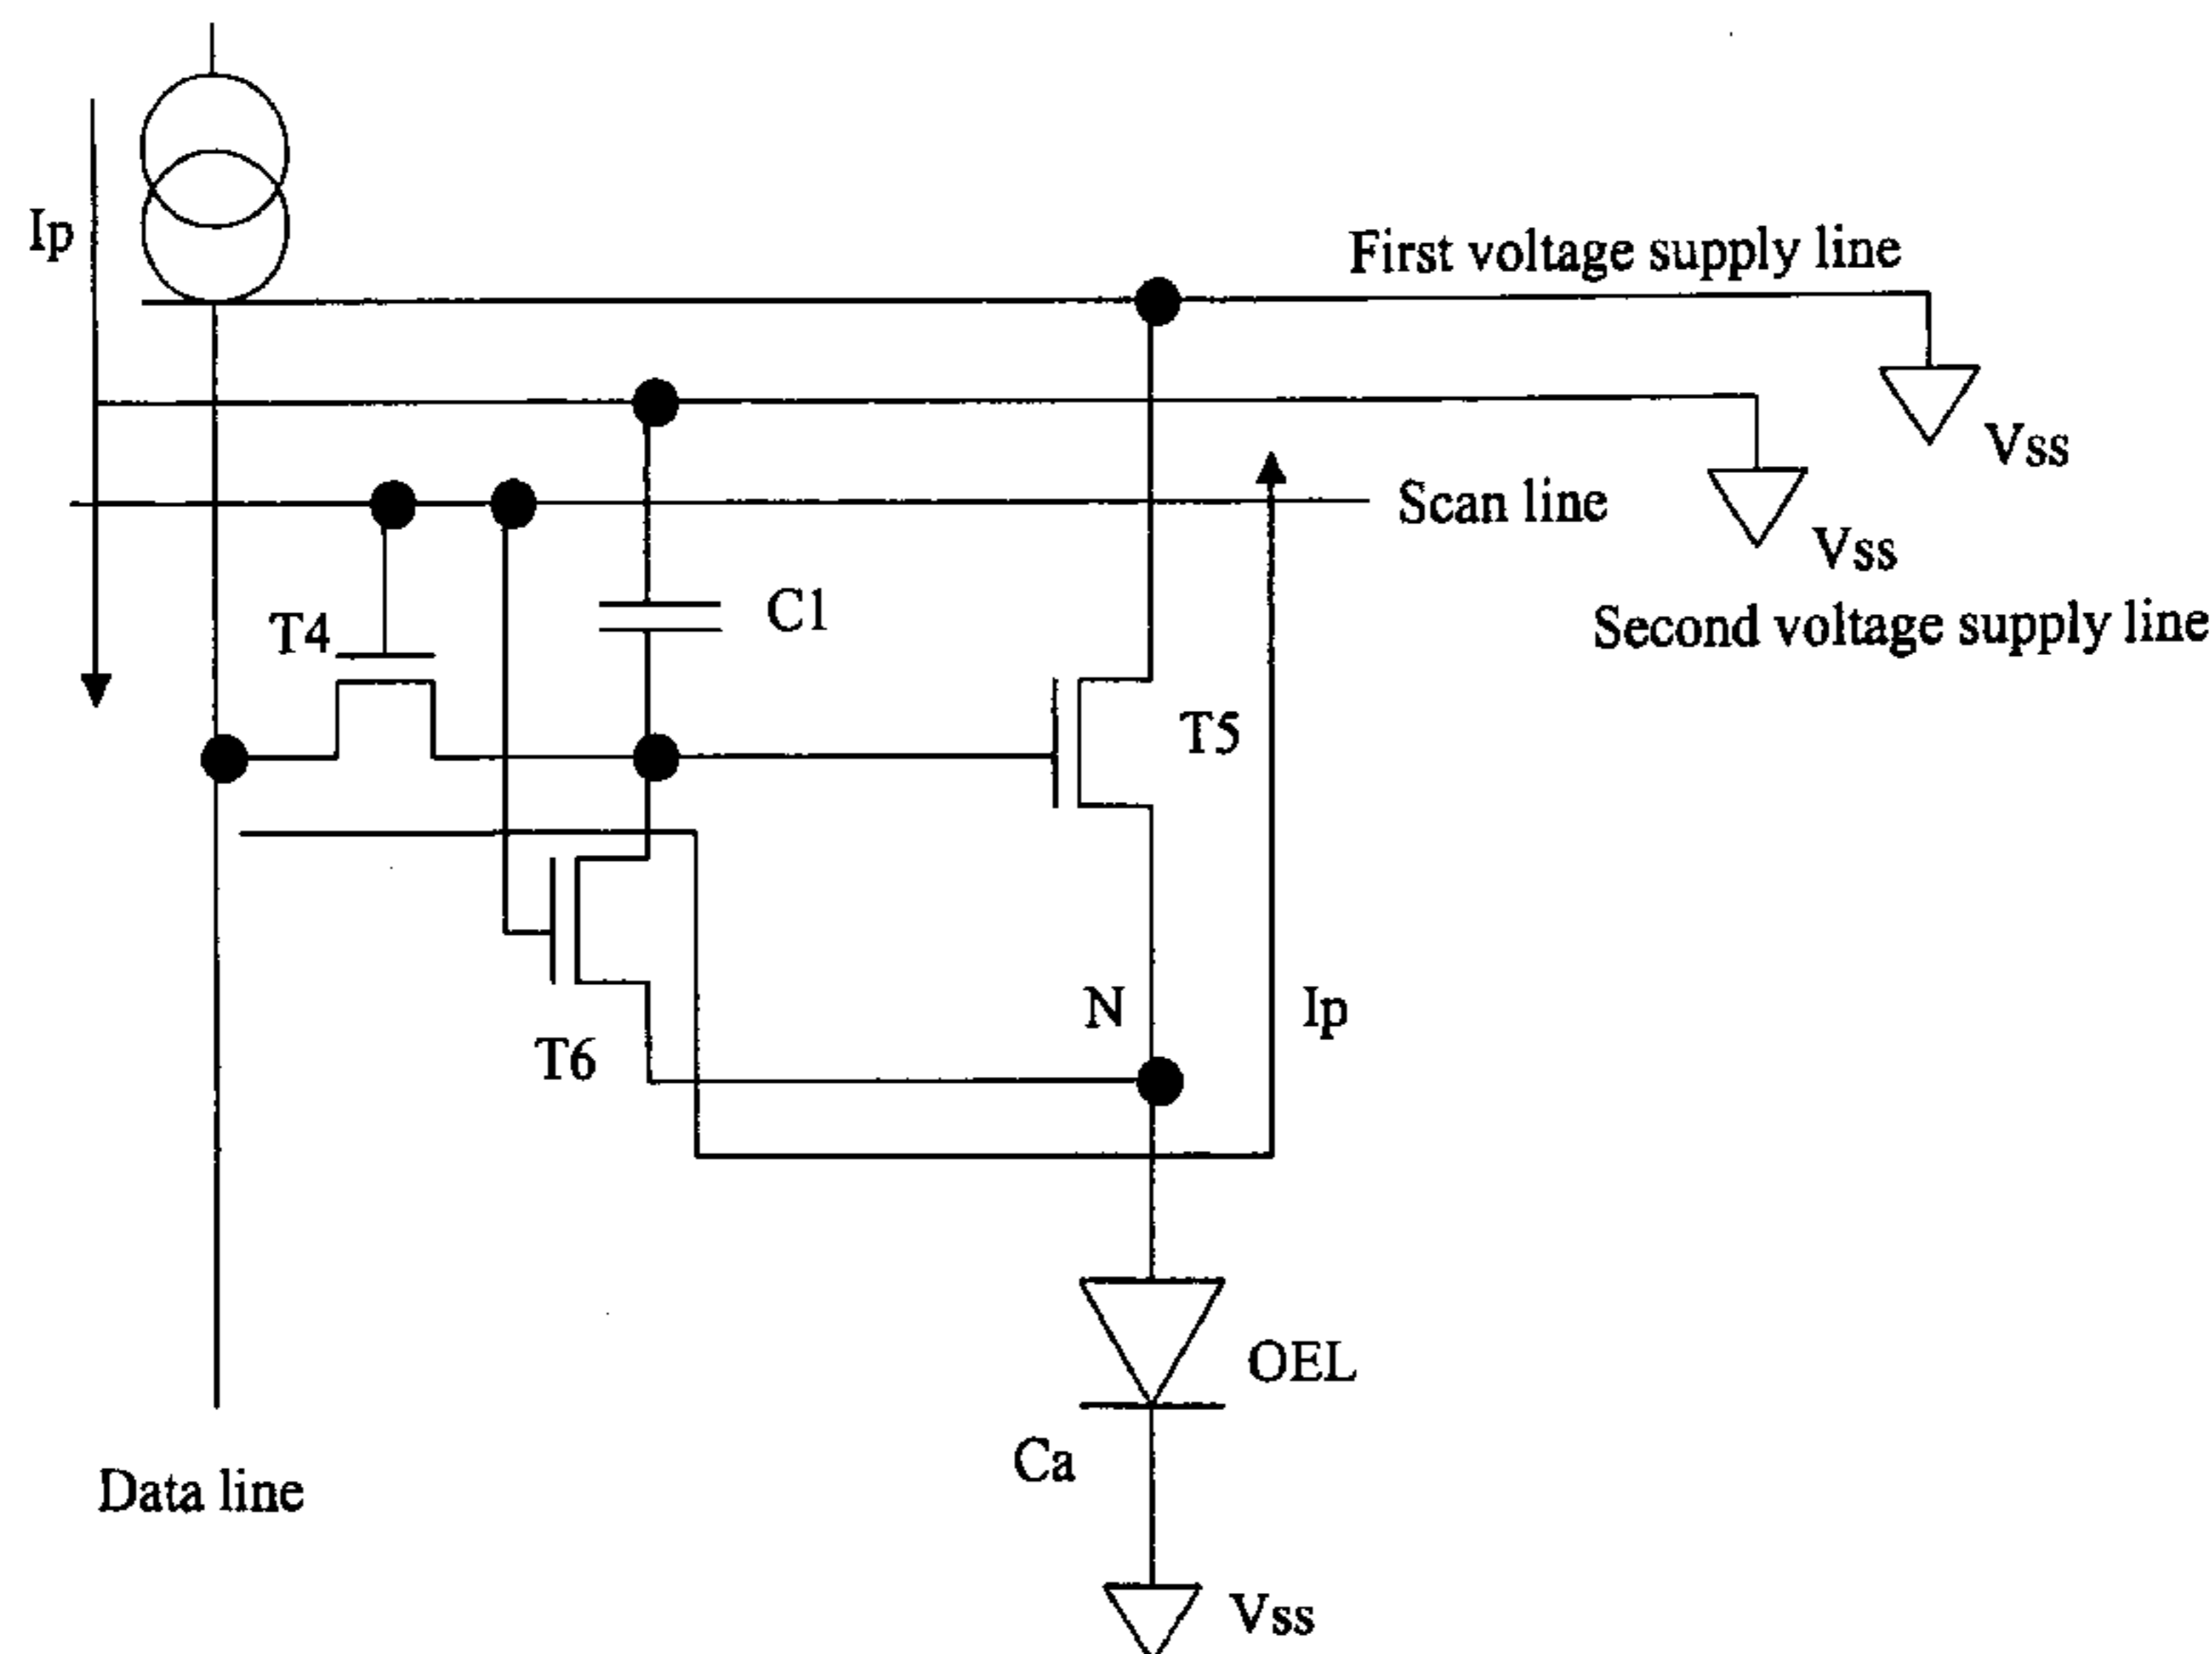 Ip
First voltage supply line
Vss
Scan line
Vss
C1
T4
Second voltage supply line
T5
N
Ip
T6
OEL
Ca
Data line
Vss